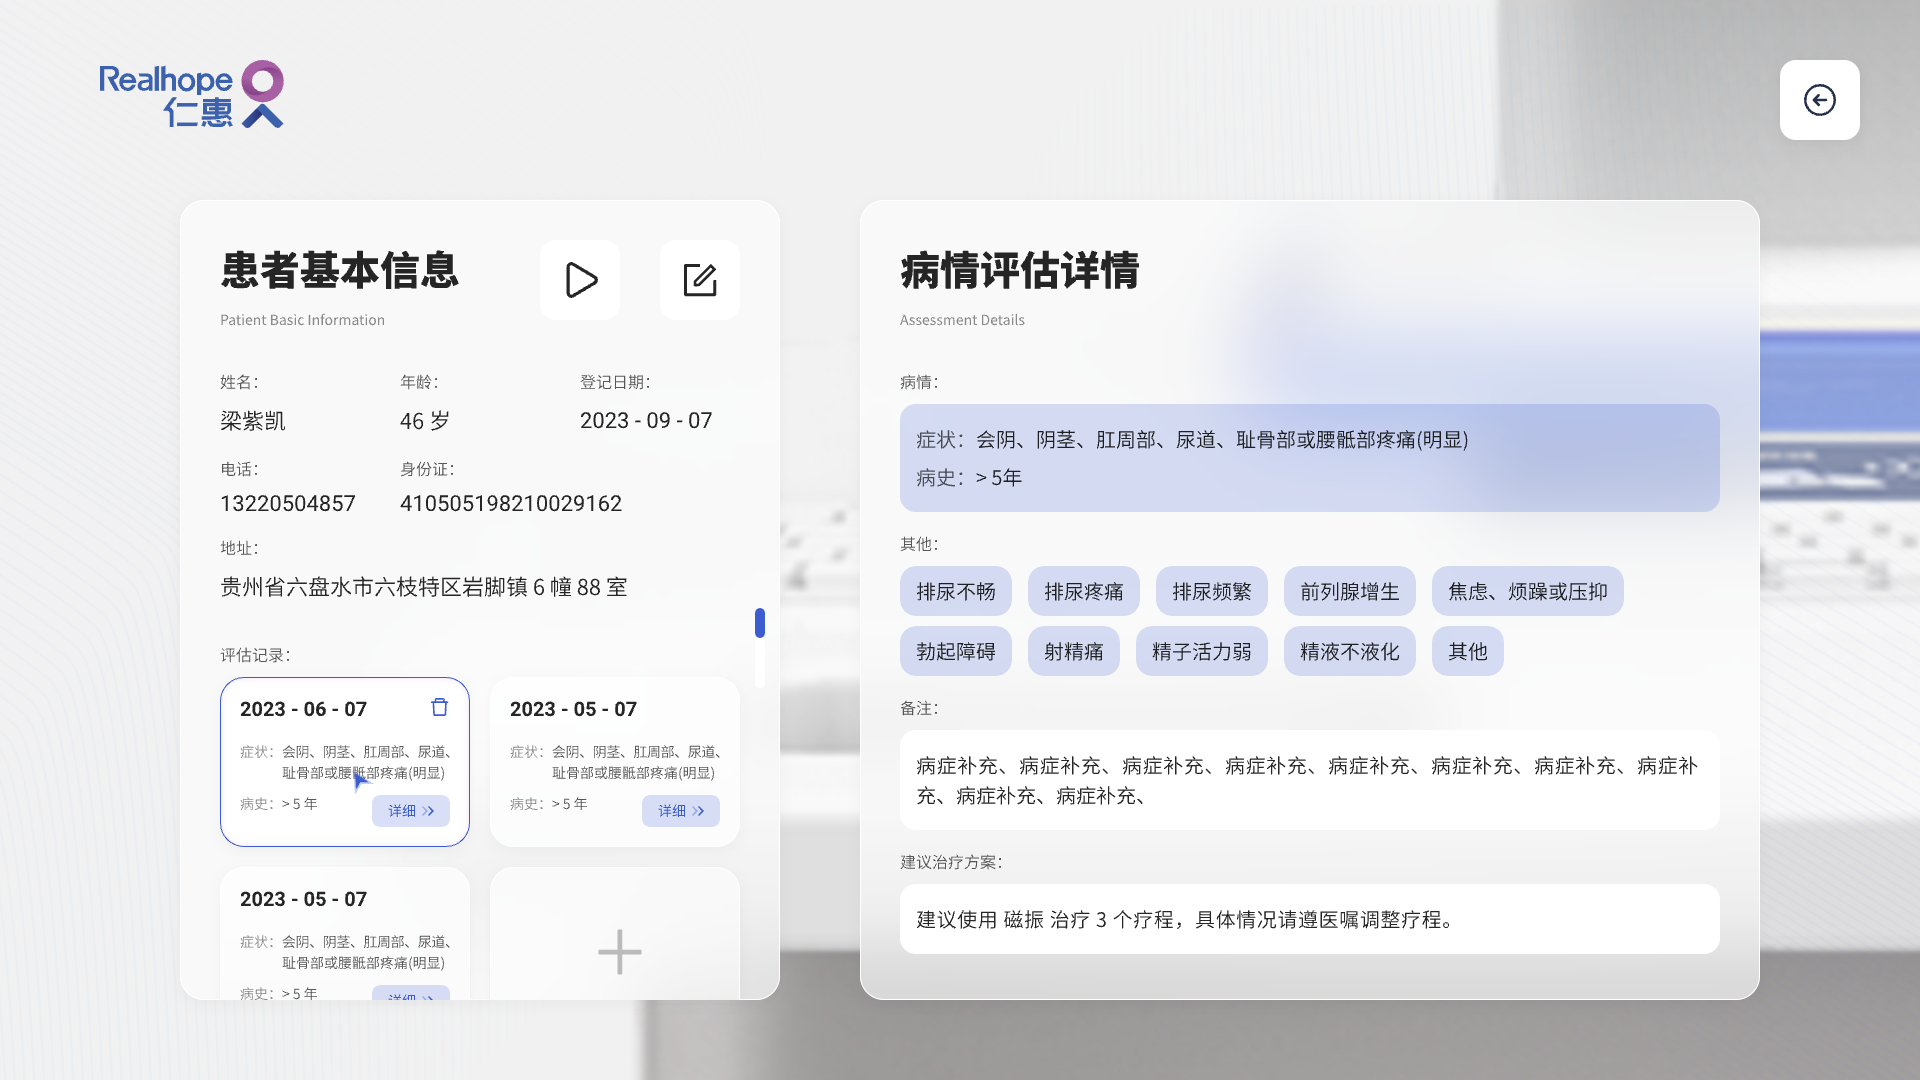 Realhope
仁惠
患者基本信息
Patient Basic Information
姓名：
年龄：
登记日期：
梁紫凯
46 岁
2023 - 09 - 07
电话：
身份证：
13220504857
410505198210029162
地址：
贵州省六盘水市六枝特区岩脚镇 6 幢 88 室
评估记录：
2023 - 06 - 07
症状：会阴、阴茎、肛周部、尿道、
耻骨部或腰骶部疼痛(明显)
病史：> 5 年
详细
2023 - 05 - 07
症状：会阴、阴茎、肛周部、尿道、
耻骨部或腰骶部疼痛(明显)
病史：> 5 年
详细
2023 - 05 - 07
症状：会阴、阴茎、肛周部、尿道、
耻骨部或腰骶部疼痛(明显)
病史：> 5 年
详细
病情评估详情
Assessment Details
病情：
症状：会阴、阴茎、肛周部、尿道、耻骨部或腰骶部疼痛(明显)
病史：> 5年
其他：
排尿不畅
排尿疼痛
排尿频繁
前列腺增生
焦虑、烦躁或压抑
勃起障碍
射精痛
精子活力弱
精液不液化
其他
备注：
病症补充、病症补充、病症补充、病症补充、病症补充、病症补充、病症补充、病症补
充、病症补充、病症补充、
建议治疗方案：
建议使用 磁振 治疗 3 个疗程，具体情况请遵医嘱调整疗程。